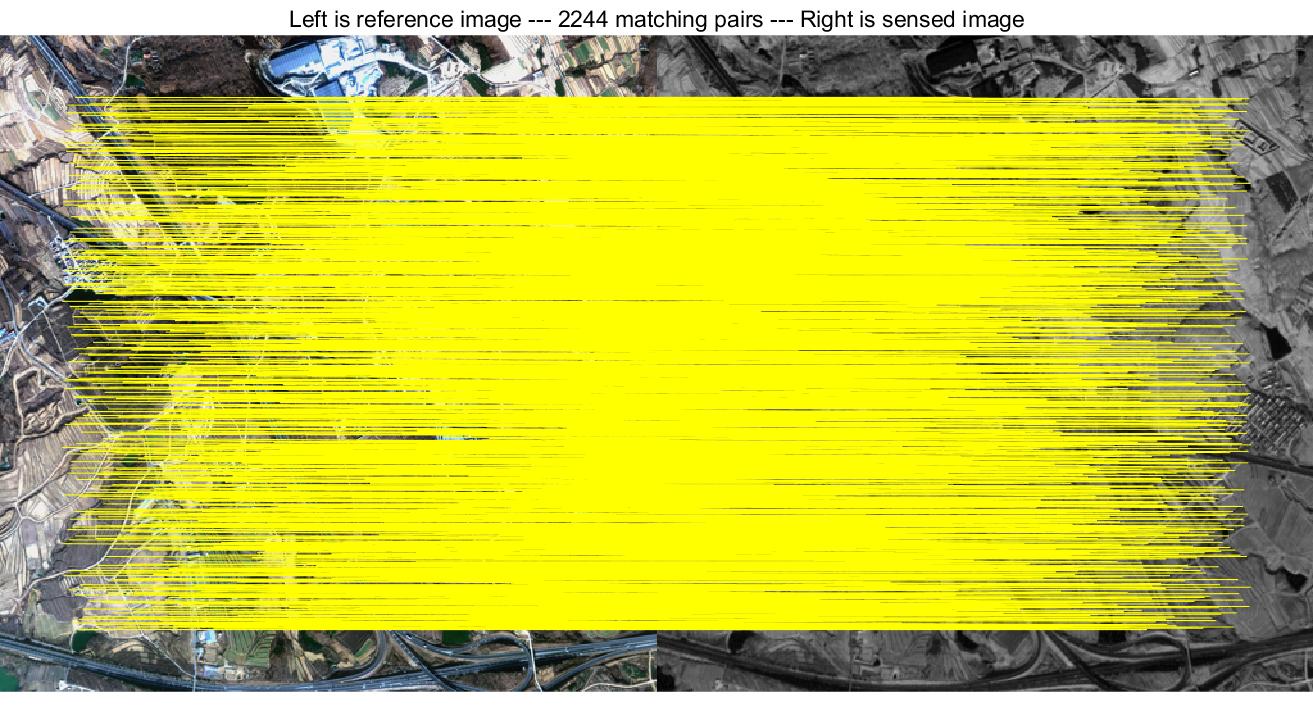 Left is reference image --- 2244 matching pairs --- Right is sensed image